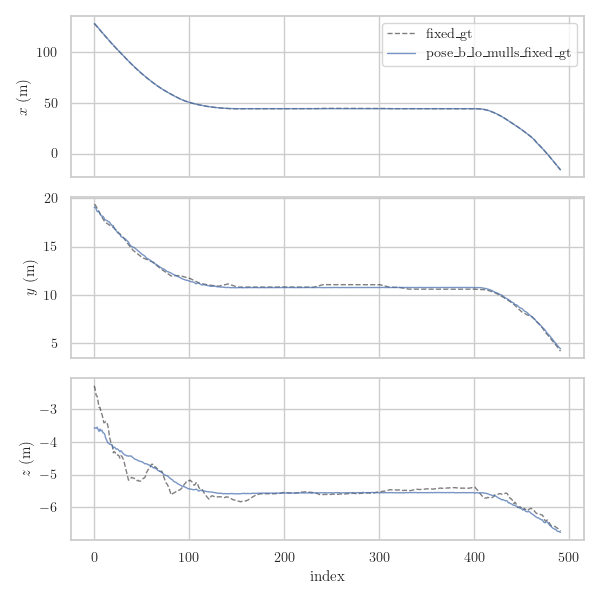 fixed_gt
pose_b_lo_mulls_fixed_gt
100
50
0
x (m)
20
15
10
5
y (m)
−3
−4
−5
−6
z (m)
0 100 200 300 400 500
index